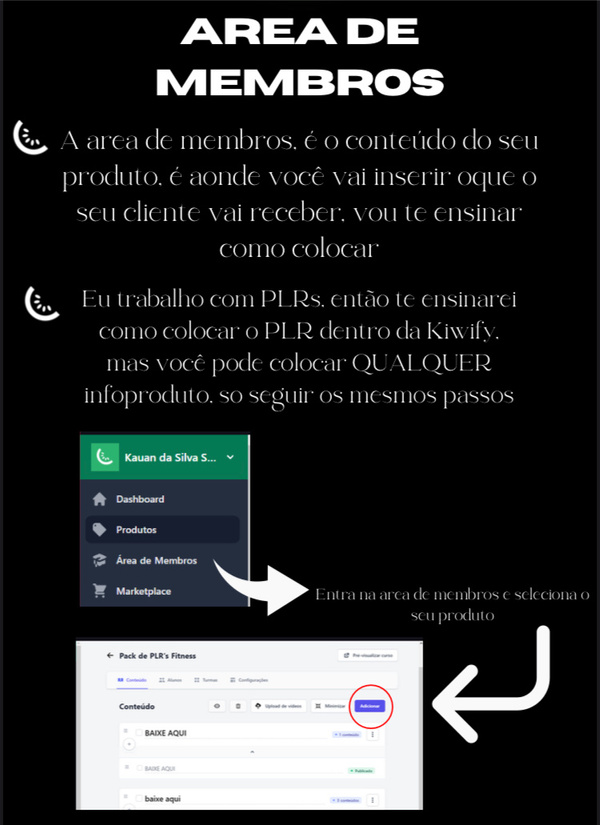 AREA DE
MEMBROS
A area de membros, é o conteúdo do seu
produto, é aonde você vai inserir oque o
seu cliente vai receber, vou te ensinar
como colocar
Eu trabalho com PLRs, então te ensinarei
como colocar o PLR dentro da Kiwify,
mas você pode colocar QUALQUER
infoproduto, so seguir os mesmos passos
Kauan da Silva S...
Dashboard
Produtos
Área de Membros
Marketplace
Entra na area de membros e seleciona o
seu produto
Pack de PLR's Fitness
Pre-visualizar curso
Conteúdo Alunos Turmas Configurações
Conteúdo Upload de vídeos Minimizar Adicionar
BAIXE AQUI 1 conteúdo
BAIXE AQUI Publicado
baixe aqui 0 conteúdos